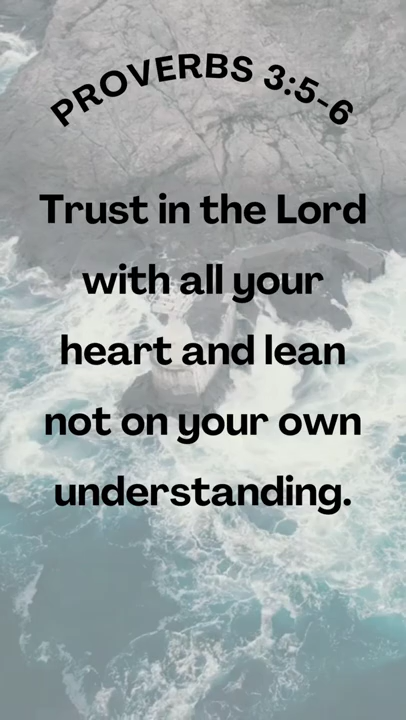 PROVERBS 3:5-6
Trust in the Lord
with all your
heart and lean
not on your own
understanding.